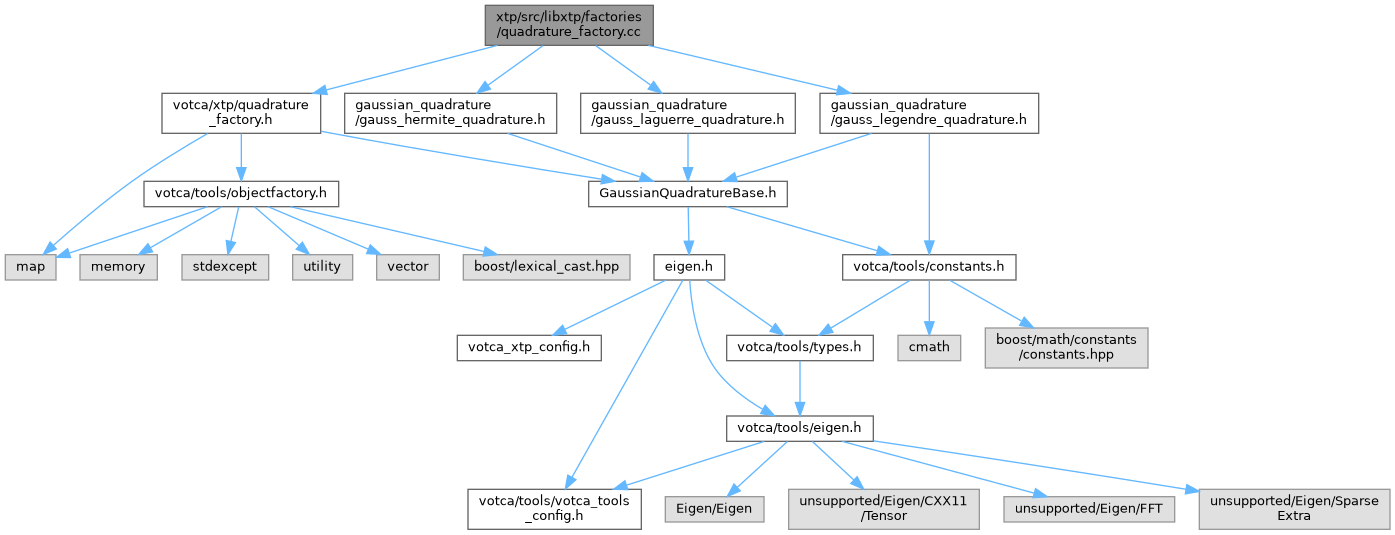 xtp/src/libxtp/factories
/quadrature_factory.cc
votca/xtp/quadrature
_factory.h
gaussian_quadrature
/gauss_hermite_quadrature.h
gaussian_quadrature
/gauss_laguerre_quadrature.h
gaussian_quadrature
/gauss_legendre_quadrature.h
votca/tools/objectfactory.h
GaussianQuadratureBase.h
map
memory
stdexcept
utility
vector
boost/lexical_cast.hpp
eigen.h
votca/tools/constants.h
votca_xtp_config.h
votca/tools/types.h
cmath
boost/math/constants
/constants.hpp
votca/tools/eigen.h
votca/tools/votca_tools
_config.h
Eigen/Eigen
unsupported/Eigen/CXX11
/Tensor
unsupported/Eigen/FFT
unsupported/Eigen/Sparse
Extra